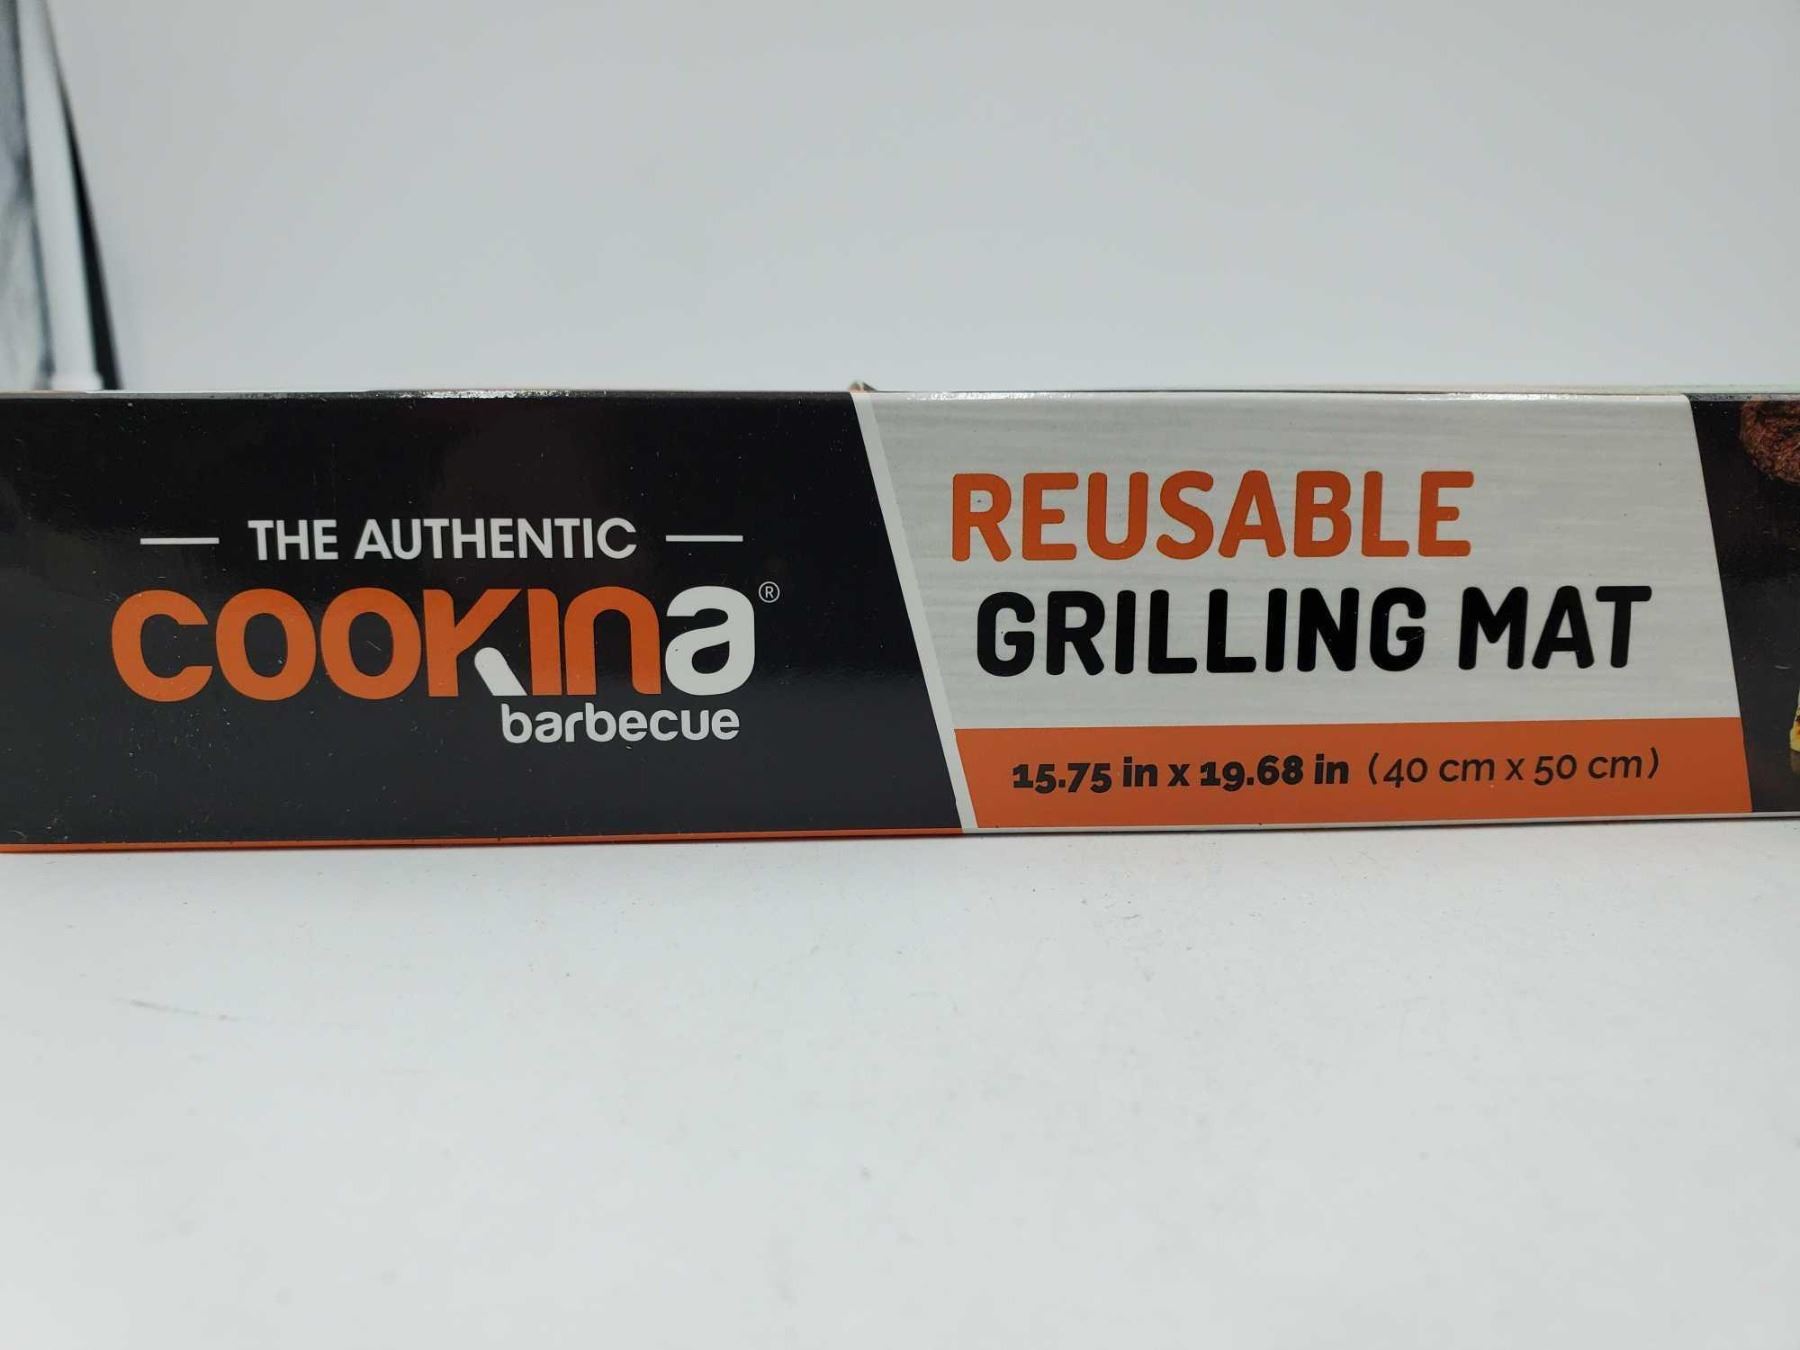 THE AUTHENTIC
COOKINa®
barbecue
REUSABLE
GRILLING MAT
15.75 in x 19.68 in (40 cm x 50 cm)